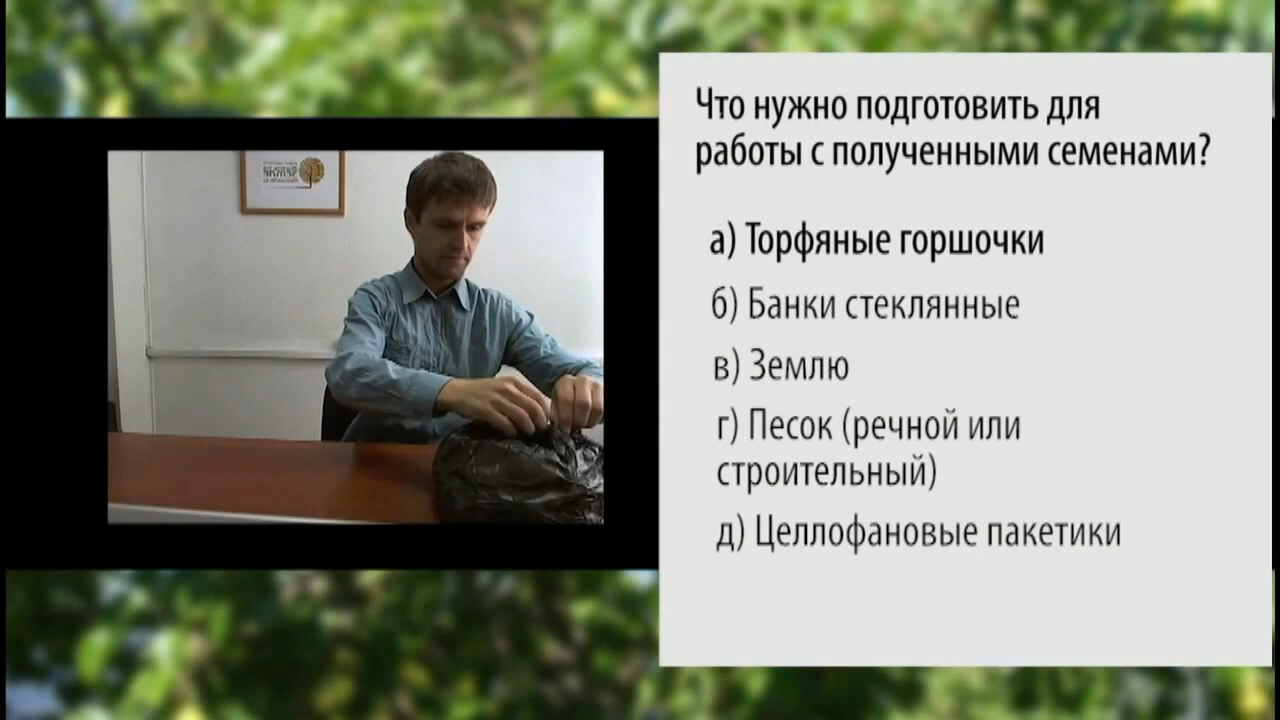 Что нужно подготовить для
работы с полученными семенами?
а) Торфяные горшочки
б) Банки стеклянные
в) Землю
г) Песок (речной или
строительный)
д) Целлофановые пакетики